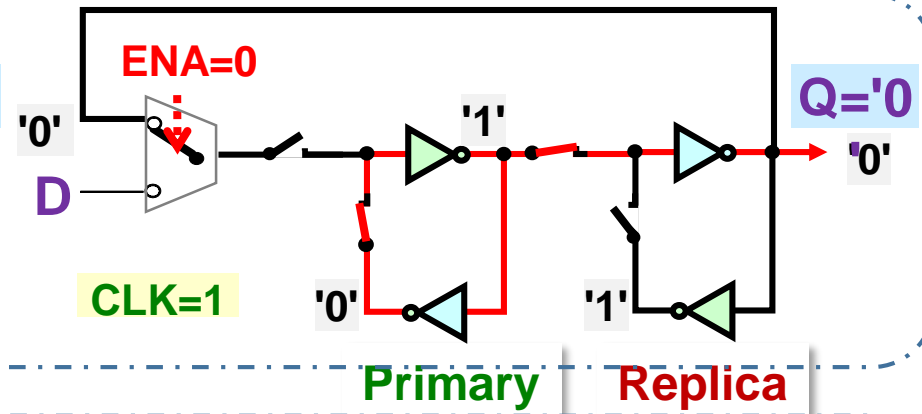 ENA=0
'1'
Q='0
'0'
'0'
D
CLK=1
'0'
'1'
Primary
Replica